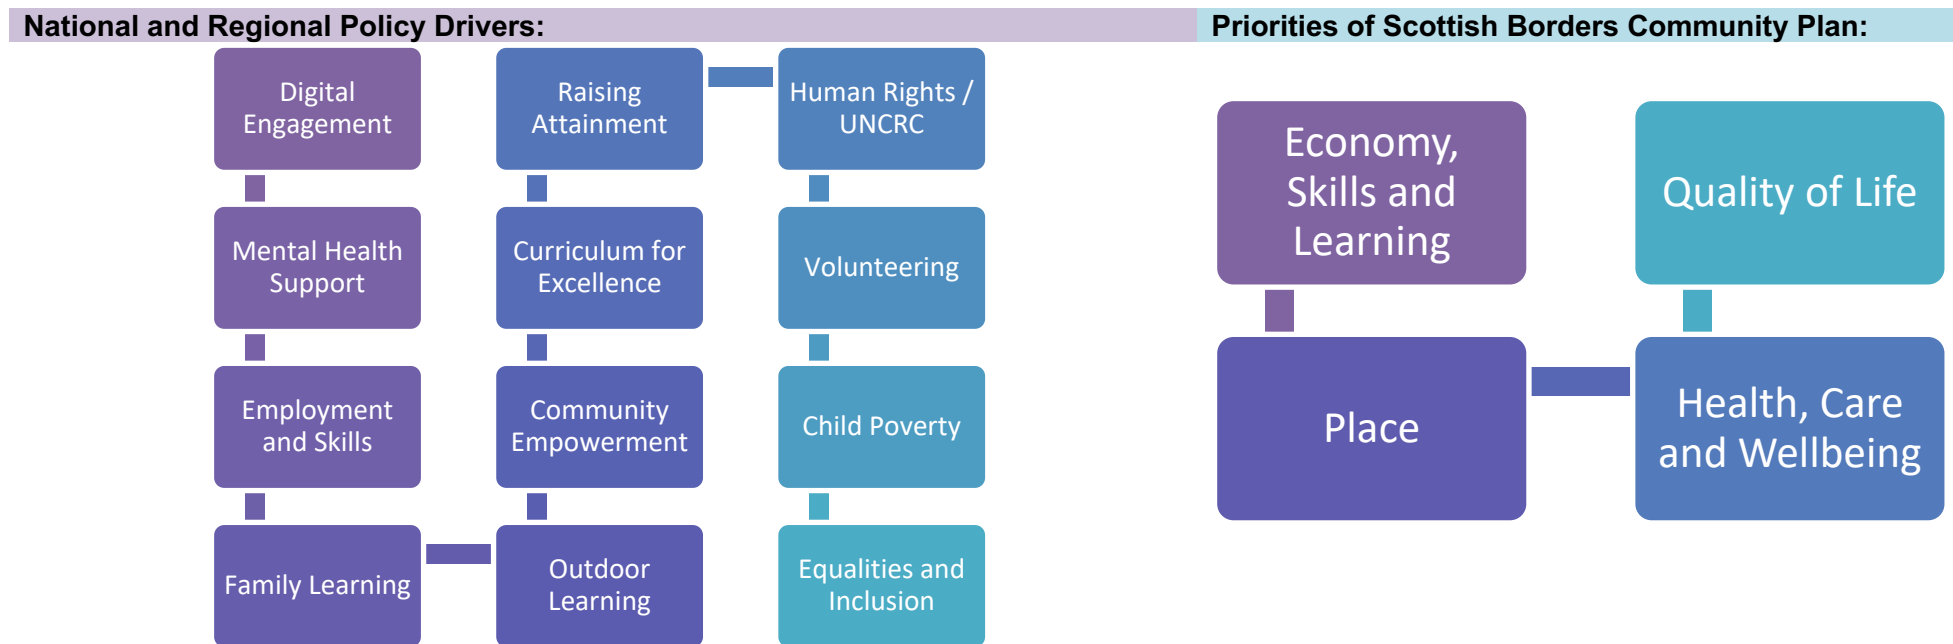 National and Regional Policy Drivers:
Digital
Engagement
Mental Health
Support
Employment
and Skills
Family Learning
Outdoor
Learning
Community
Empowerment
Curriculum for
Excellence
Raising
Attainment
Human Rights /
UNCRC
Volunteering
Child Poverty
Equalities and
Inclusion
Priorities of Scottish Borders Community Plan:
Economy,
Skills and
Learning
Place
Health, Care
and Wellbeing
Quality of Life